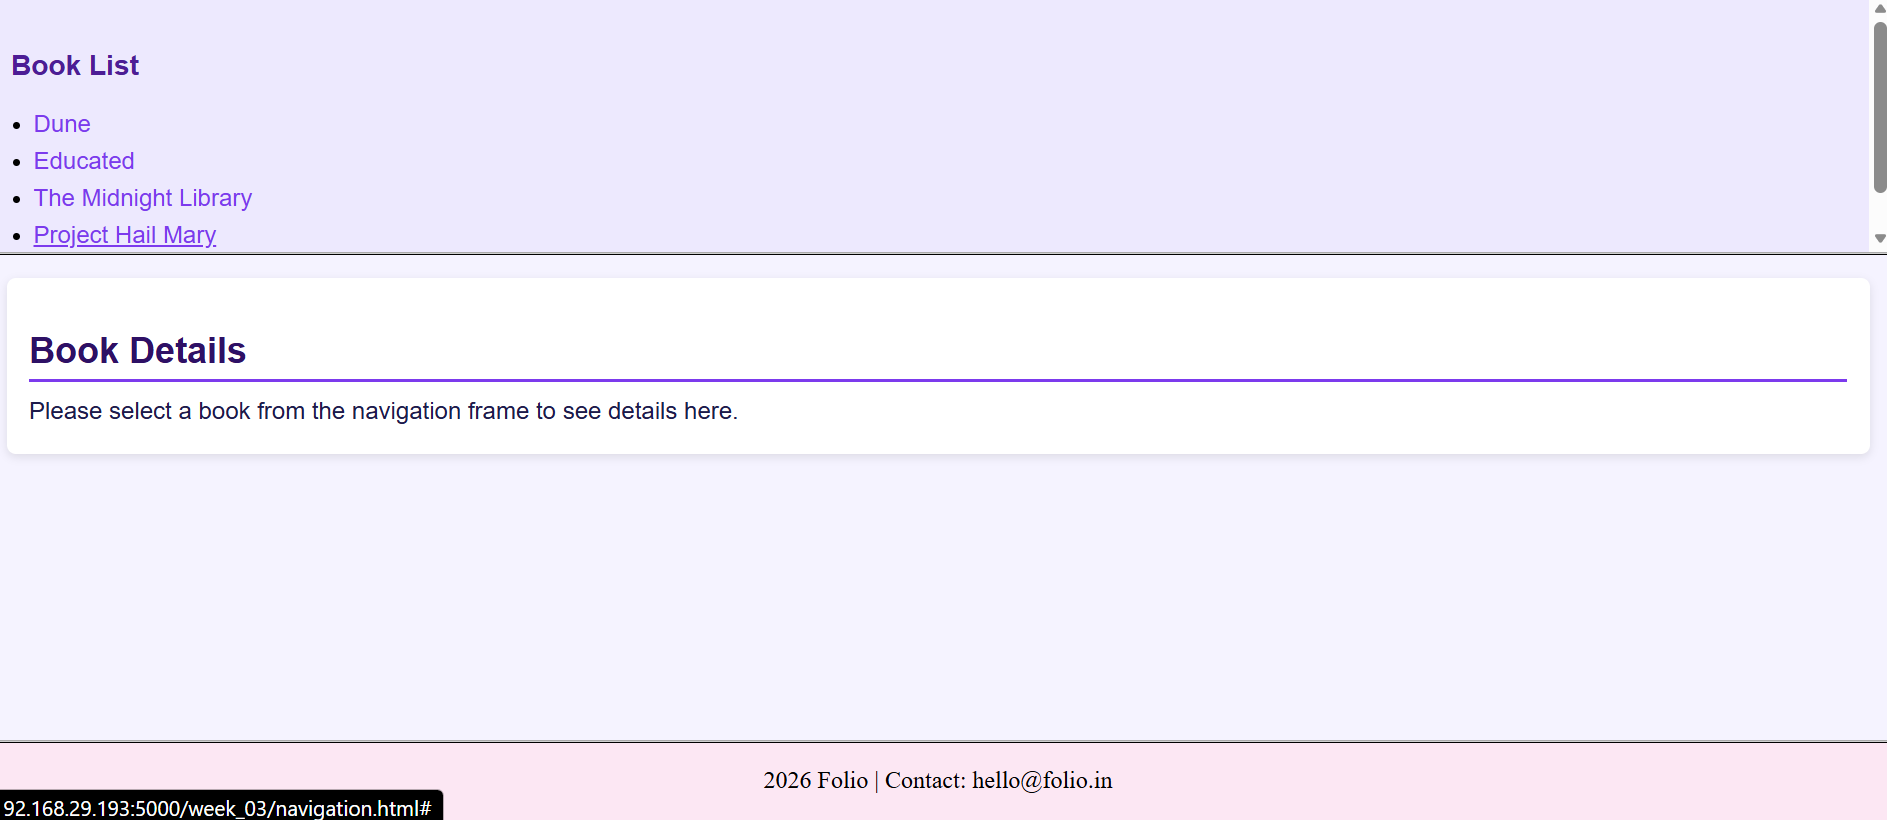 Book List
Dune
Educated
The Midnight Library
Project Hail Mary
Book Details
Please select a book from the navigation frame to see details here.
2026 Folio | Contact: hello@folio.in
92.168.29.193:5000/week_03/navigation.html#